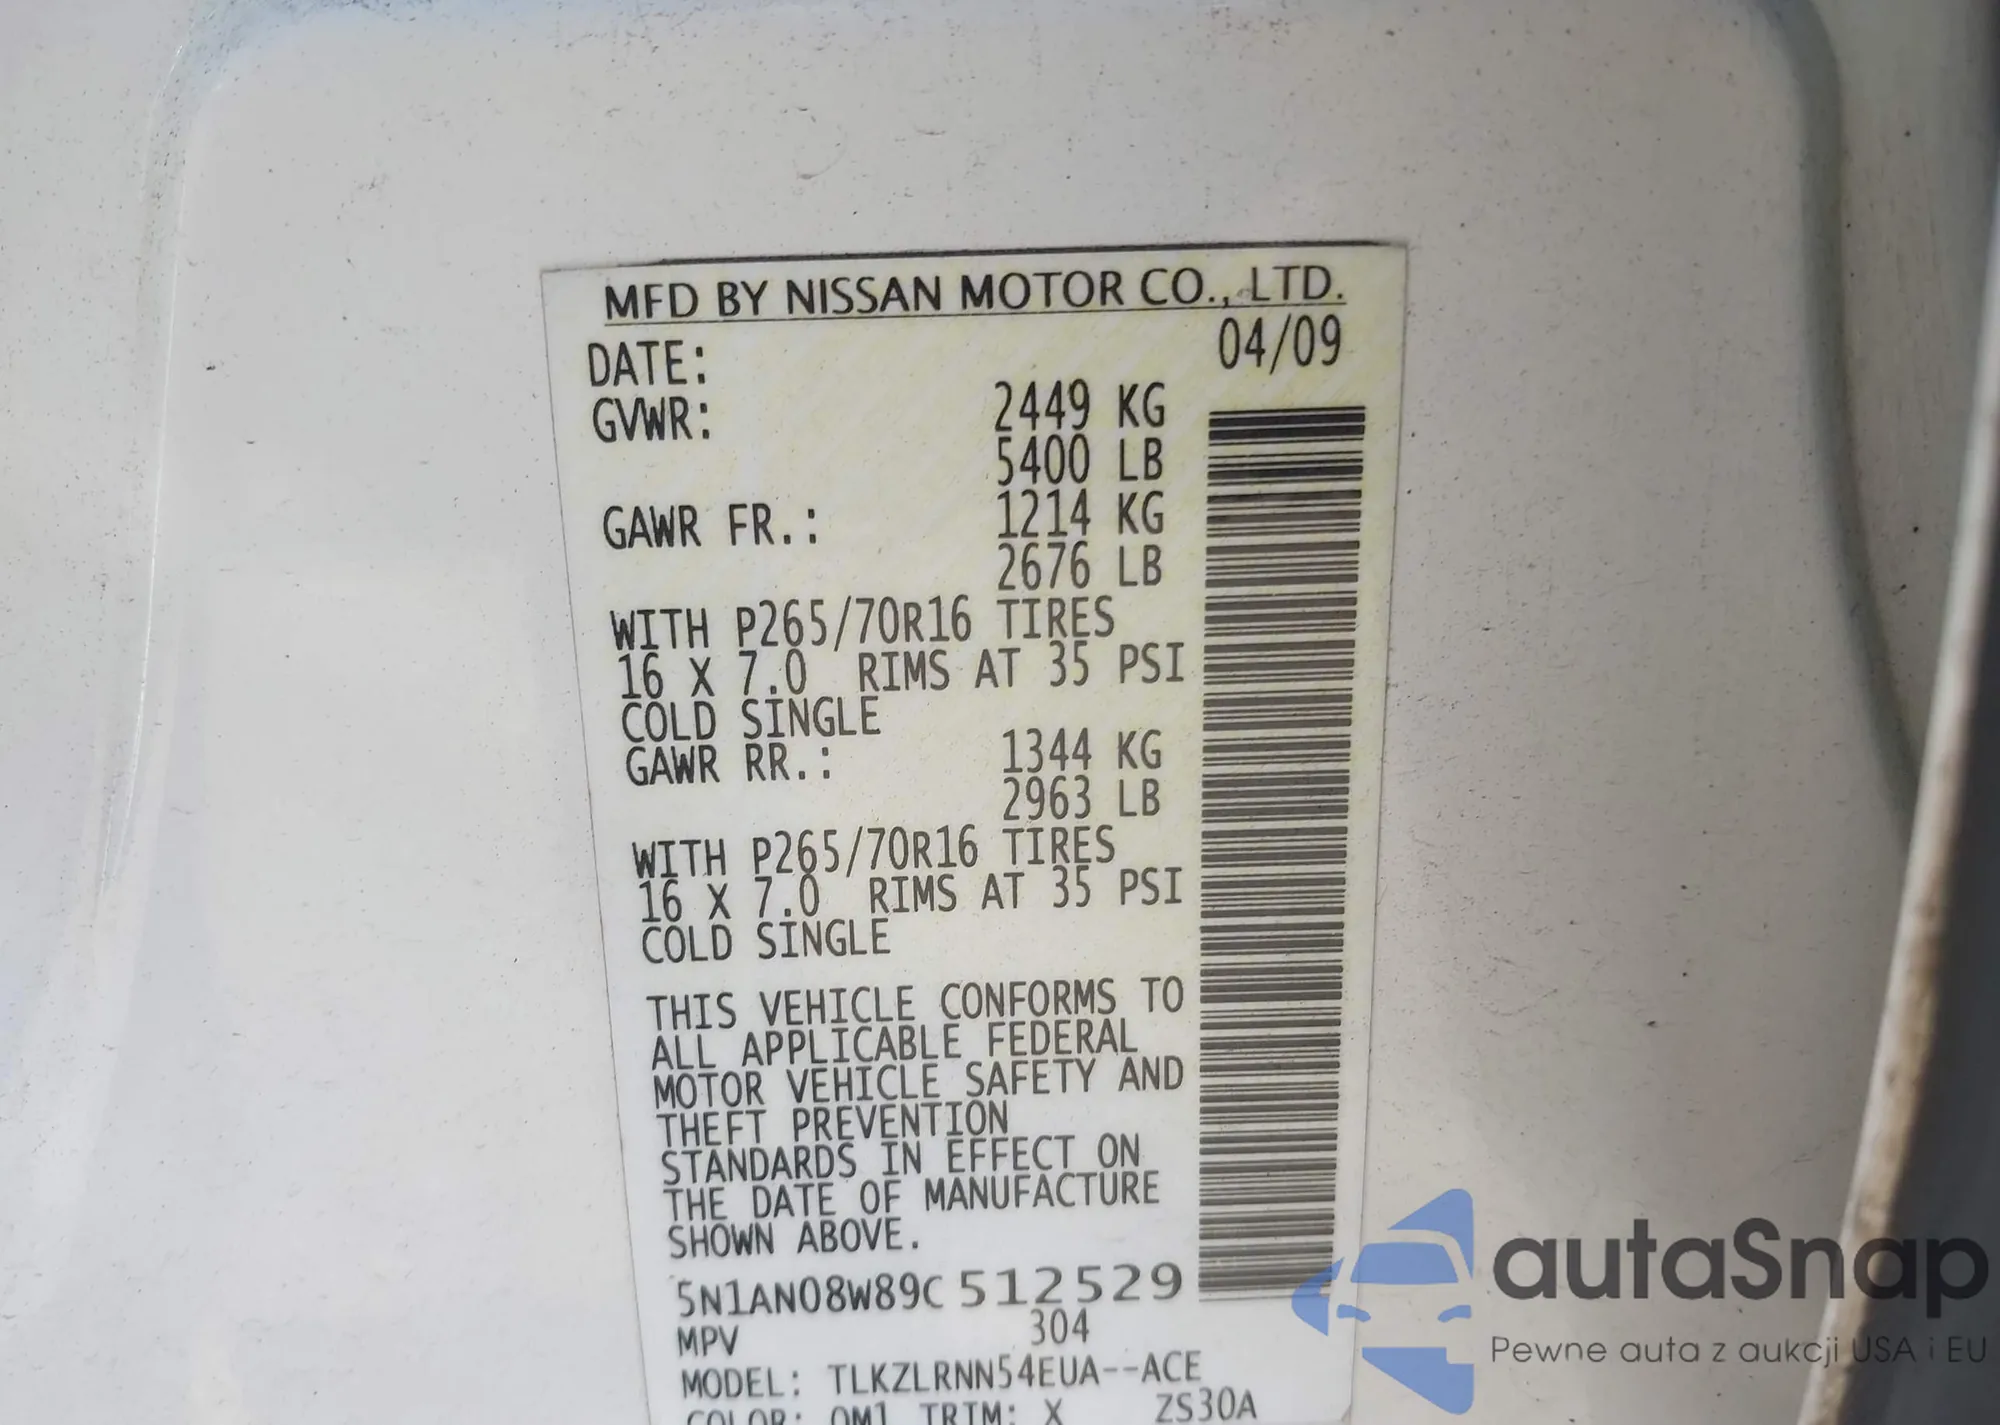 MFD BY NISSAN MOTOR CO., LTD.
DATE: 04/09
GVWR: 2449 KG
5400 LB
GAWR FR.: 1214 KG
2676 LB
WITH P265/70R16 TIRES
16 X 7.0 RIMS AT 35 PSI
COLD SINGLE
GAWR RR.: 1344 KG
2963 LB
WITH P265/70R16 TIRES
16 X 7.0 RIMS AT 35 PSI
COLD SINGLE
THIS VEHICLE CONFORMS TO
ALL APPLICABLE FEDERAL
MOTOR VEHICLE SAFETY AND
THEFT PREVENTION
STANDARDS IN EFFECT ON
THE DATE OF MANUFACTURE
SHOWN ABOVE.
5N1AN08W89C512529
MPV 304
MODEL: TLKZLRNN54EUA--ACE
COLOR: QM1 TRIM: X ZS30A
autaSnap
Pewne auta z aukcji USA i EU